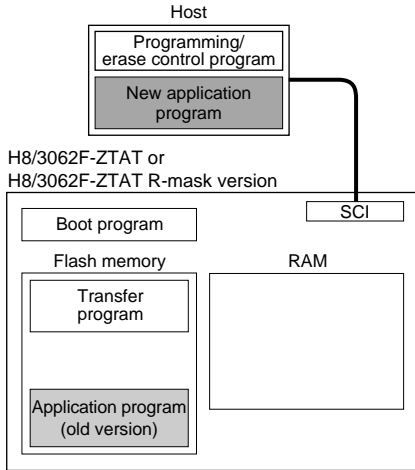 Host
Programming/
erase control program
New application
program
H8/3062F-ZTAT or
H8/3062F-ZTAT R-mask version
SCI
Boot program
Flash memory
RAM
Transfer
program
Application program
(old version)